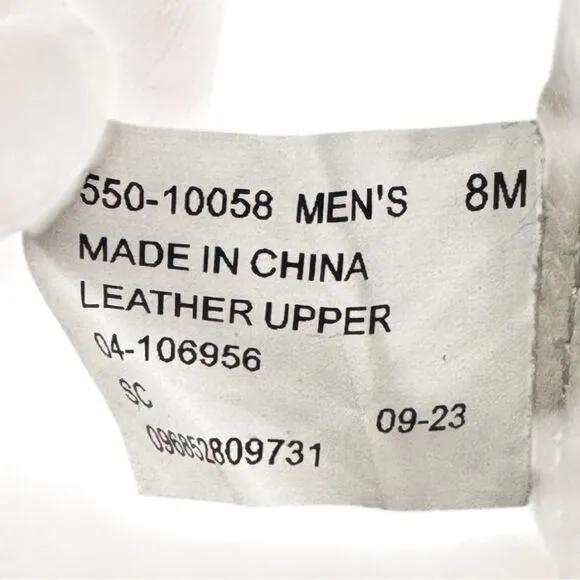 550-10058 MEN'S 8M
MADE IN CHINA
LEATHER UPPER
04-106956
SC
09-23
096852809731